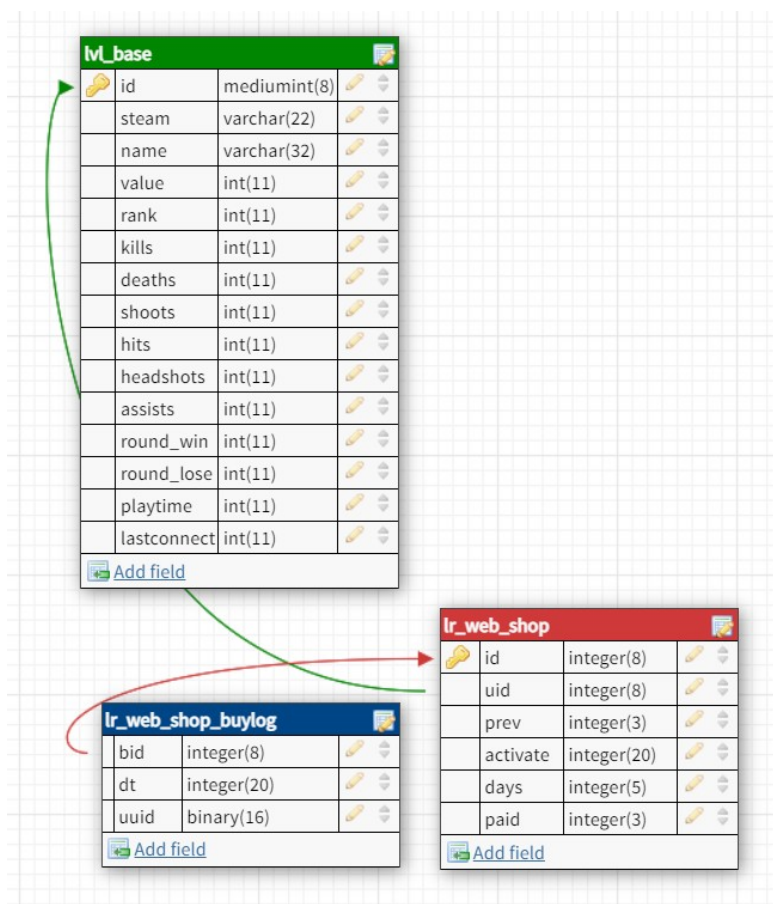 lvl_base
id mediumint(8)
steam varchar(22)
name varchar(32)
value int(11)
rank int(11)
kills int(11)
deaths int(11)
shoots int(11)
hits int(11)
headshots int(11)
assists int(11)
round_win int(11)
round_lose int(11)
playtime int(11)
lastconnect int(11)
Add field
lr_web_shop
id integer(8)
uid integer(8)
prev integer(3)
activate integer(20)
days integer(5)
paid integer(3)
Add field
lr_web_shop_buylog
bid integer(8)
dt integer(20)
uuid binary(16)
Add field